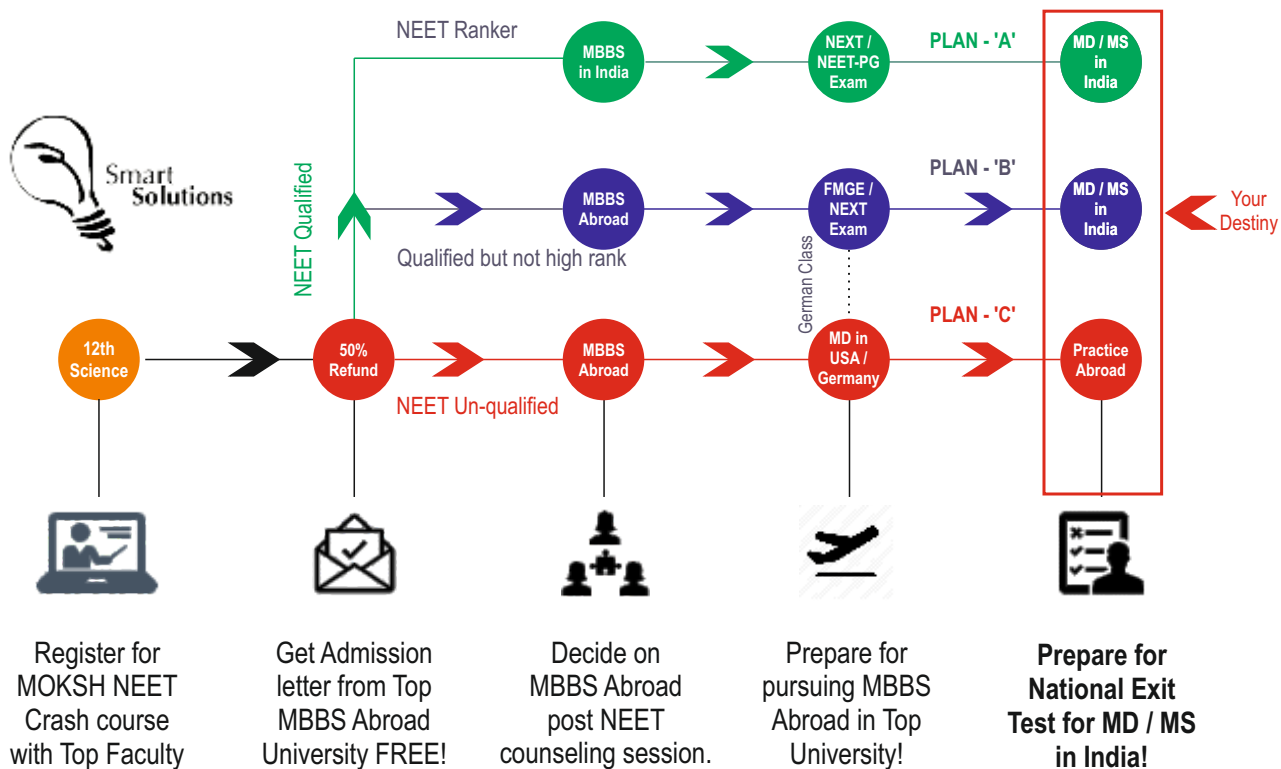 NEET Ranker
MBBS
in India
NEXT /
NEET-PG
Exam
PLAN - 'A'
MD / MS
in
India
Smart
Solutions
NEET Qualified
MBBS
Abroad
Qualified but not high rank
FMGE /
NEXT
Exam
PLAN - 'B'
MD / MS
in
India
Your
Destiny
German Class
12th
Science
50%
Refund
NEET Un-qualified
MBBS
Abroad
MD in
USA /
Germany
PLAN - 'C'
Practice
Abroad
Register for
MOKSH NEET
Crash course
with Top Faculty
Get Admission
letter from Top
MBBS Abroad
University FREE!
Decide on
MBBS Abroad
post NEET
counseling session.
Prepare for
pursuing MBBS
Abroad in Top
University!
Prepare for
National Exit
Test for MD / MS
in India!